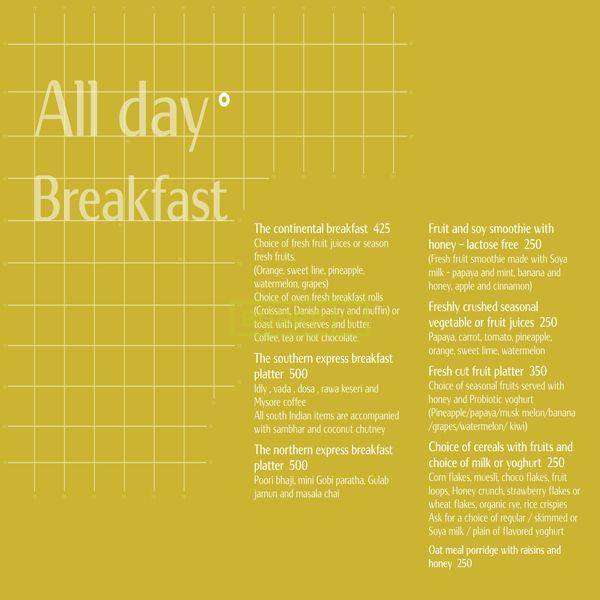 All day
Breakfast
The continental breakfast 425
Choice of fresh fruit juices or season
fresh fruits.
(Orange, sweet line, pineapple,
watermelon, grapes)
Choice of oven fresh breakfast rolls
(Croissant, Danish pastry and muffin) or
toast with preserves and butter.
Coffee, tea or hot chocolate.
The southern express breakfast
platter 500
Idly , vada , dosa , rawa keseri and
Mysore coffee
All south Indian items are accompanied
with sambhar and coconut chutney
The northern express breakfast
platter 500
Poori bhaji, mini Gobi paratha, Gulab
jamun and masala chai
Fruit and soy smoothie with
honey - lactose free 250
(Fresh fruit smoothie made with Soya
milk - papaya and mint, banana and
honey, apple and cinnamon)
Freshly crushed seasonal
vegetable or fruit juices 250
Papaya, carrot, tomato, pineapple,
orange, sweet lime, watermelon
Fresh cut fruit platter 350
Choice of seasonal fruits served with
honey and Probiotic yoghurt
(Pineapple/papaya/musk melon/banana
/grapes/watermelon/ kiwi)
Choice of cereals with fruits and
choice of milk or yoghurt 250
Corn flakes, muesli, choco flakes, fruit
loops, Honey crunch, strawberry flakes or
wheat flakes, organic rye, rice crispies
Ask for a choice of regular / skimmed or
Soya milk / plain of flavored yoghurt
Oat meal porridge with raisins and
honey 250